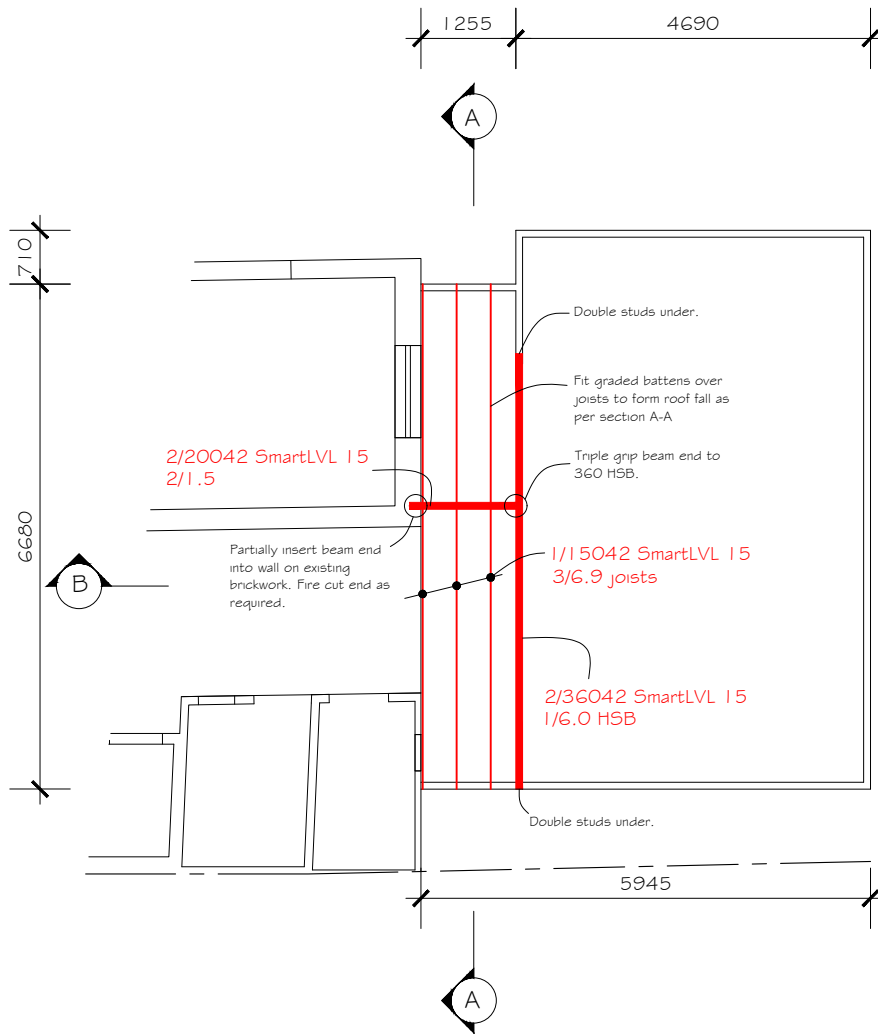 1255
4690
A
710
Double studs under.
Fit graded battens over
joists to form roof fall as
per section A-A
2/20042 SmartLVL 15
2/1.5
Triple grip beam end to
360 HSB.
6680
Partially insert beam end
into wall on existing
brickwork. Fire cut end as
required.
1/15042 SmartLVL 15
3/6.9 joists
B
2/36042 SmartLVL 15
1/6.0 HSB
Double studs under.
5945
A